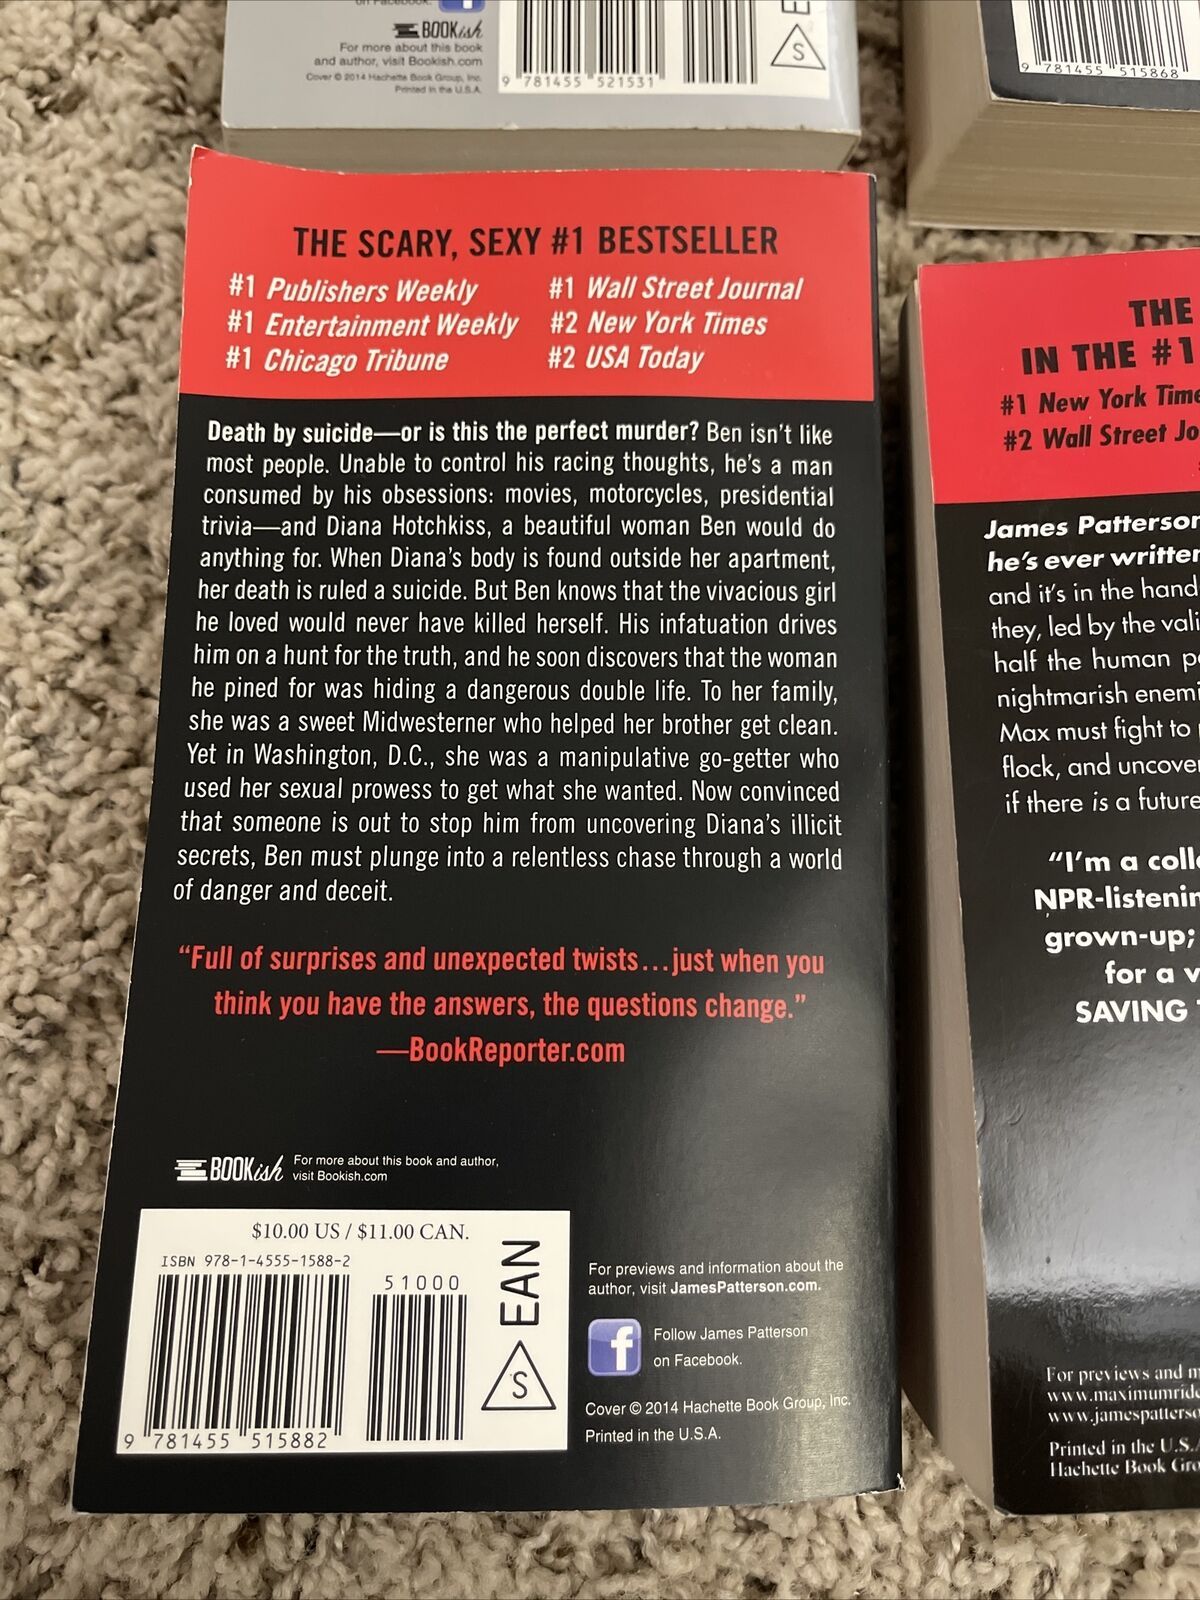 BOOKish
For more about this book
and author, visit Bookish.com
Cover © 2014 Hachette Book Group, Inc.
Printed in the U.S.A.
9 781455 521531
S
9 781455 515868
THE SCARY, SEXY #1 BESTSELLER
#1 Publishers Weekly #1 Wall Street Journal
#1 Entertainment Weekly #2 New York Times
#1 Chicago Tribune #2 USA Today
Death by suicide—or is this the perfect murder? Ben isn't like
most people. Unable to control his racing thoughts, he's a man
consumed by his obsessions: movies, motorcycles, presidential
trivia—and Diana Hotchkiss, a beautiful woman Ben would do
anything for. When Diana's body is found outside her apartment,
her death is ruled a suicide. But Ben knows that the vivacious girl
he loved would never have killed herself. His infatuation drives
him on a hunt for the truth, and he soon discovers that the woman
he pined for was hiding a dangerous double life. To her family,
she was a sweet Midwesterner who helped her brother get clean.
Yet in Washington, D.C., she was a manipulative go-getter who
used her sexual prowess to get what she wanted. Now convinced
that someone is out to stop him from uncovering Diana's illicit
secrets, Ben must plunge into a relentless chase through a world
of danger and deceit.
"Full of surprises and unexpected twists...just when you
think you have the answers, the questions change."
—BookReporter.com
BOOKish For more about this book and author,
visit Bookish.com
$10.00 US / $11.00 CAN.
ISBN 978-1-4555-1588-2
51000
EAN
S
9 781455 515882
For previews and information about the
author, visit JamesPatterson.com.
Follow James Patterson
on Facebook.
Cover © 2014 Hachette Book Group, Inc.
Printed in the U.S.A.
THE
IN THE #1
#1 New York Time
#2 Wall Street Jo
James Patterson
he's ever written
and it's in the hand
they, led by the vali
half the human p
nightmarish enemi
Max must fight to
flock, and uncover
if there is a future
"I'm a coll
NPR-listenin
grown-up;
for a v
SAVING
For previews and m
www.maximumride
www.jamespatterso
Printed in the U.S.A
Hachette Book Gro